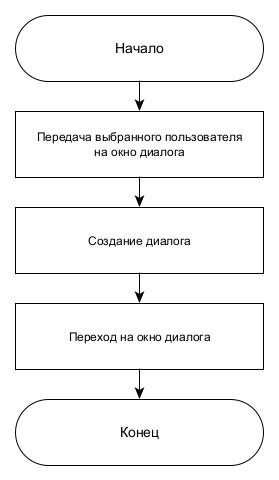 Начало
Передача выбранного пользователя
на окно диалога
Создание диалога
Переход на окно диалога
Конец